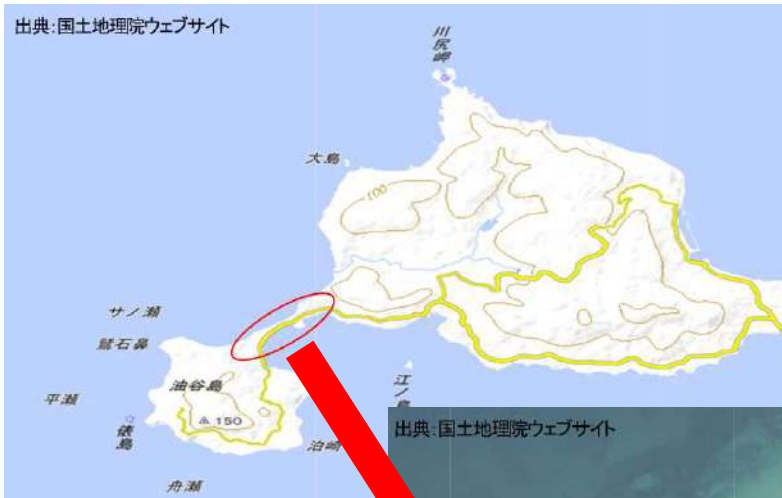 出典:国土地理院ウェブサイト
川尻岬
大島
100
サノ瀬
鷲石鼻
油谷島
平瀬
150
俵島
泊崎
舟瀬
江ノ島
出典:国土地理院ウェブサイト